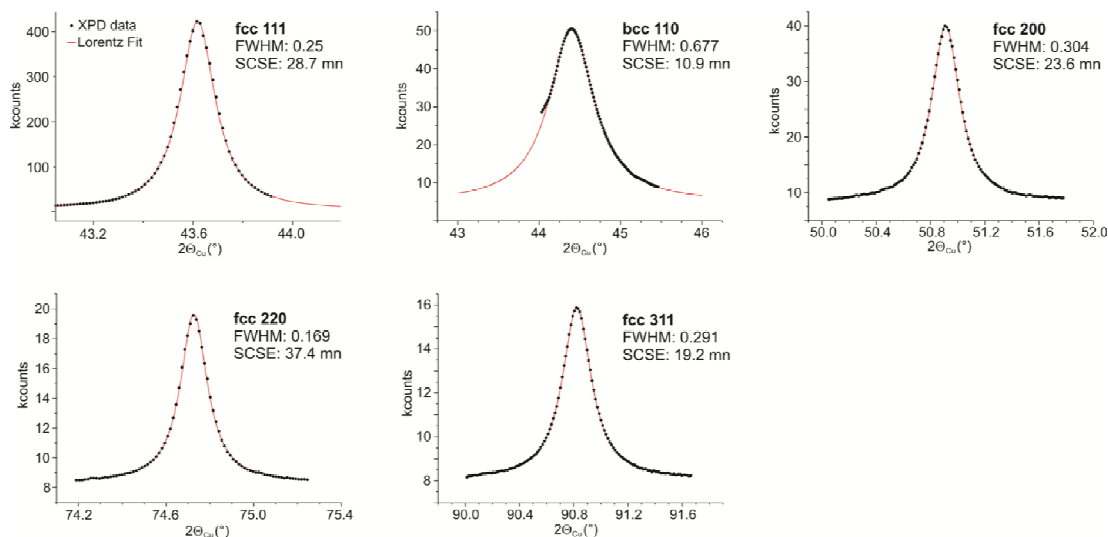 XPD data
Lorentz Fit
fcc 111
FWHM: 0.25
SCSE: 28.7 mn
kcounts
400
300
200
100
43.2
43.6
44.0
2Θ_Cu(°)
bcc 110
FWHM: 0.677
SCSE: 10.9 mn
kcounts
50
40
30
20
10
0
43
44
45
46
2Θ_Cu(°)
fcc 200
FWHM: 0.304
SCSE: 23.6 mn
kcounts
40
30
20
10
50.0
50.4
50.8
51.2
51.6
52.0
2Θ_Cu(°)
fcc 220
FWHM: 0.169
SCSE: 37.4 mn
kcounts
20
18
16
14
12
10
8
74.2
74.6
75.0
75.4
2Θ_Cu(°)
fcc 311
FWHM: 0.291
SCSE: 19.2 mn
kcounts
16
14
12
10
8
90.0
90.4
90.8
91.2
91.6
2Θ_Cu(°)